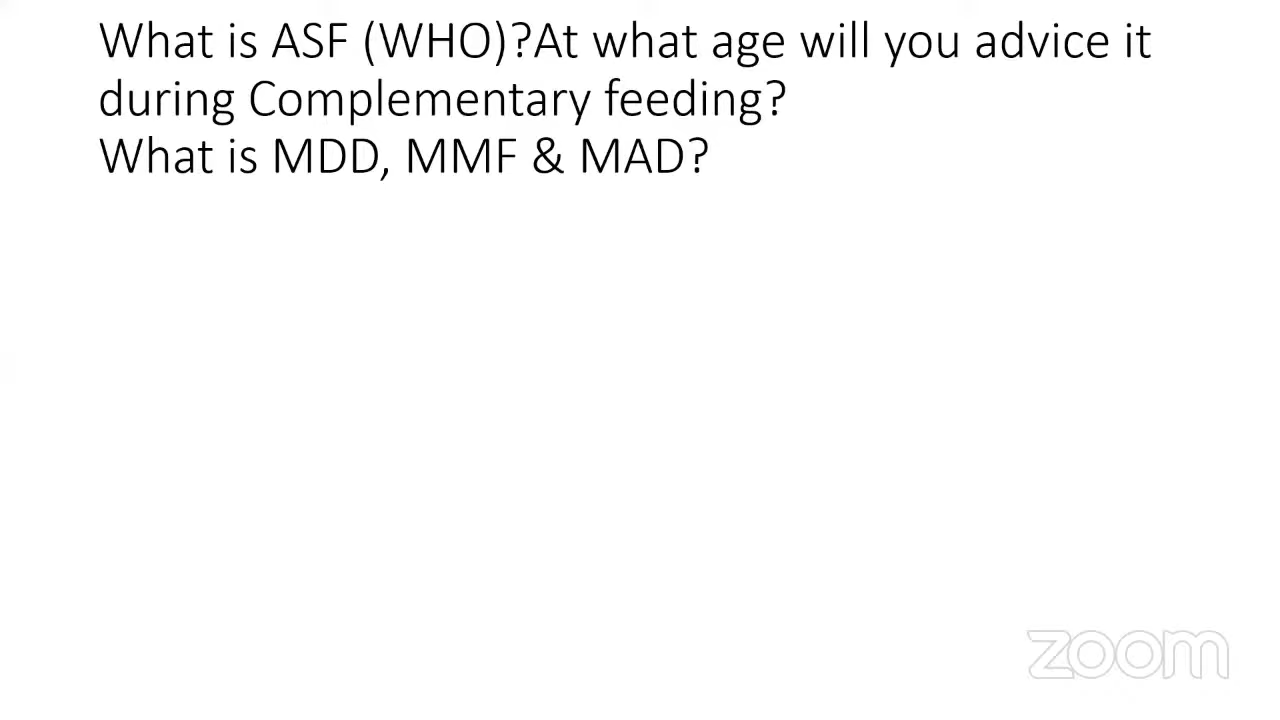 What is ASF (WHO)?At what age will you advice it
during Complementary feeding?
What is MDD, MMF & MAD?
zoom